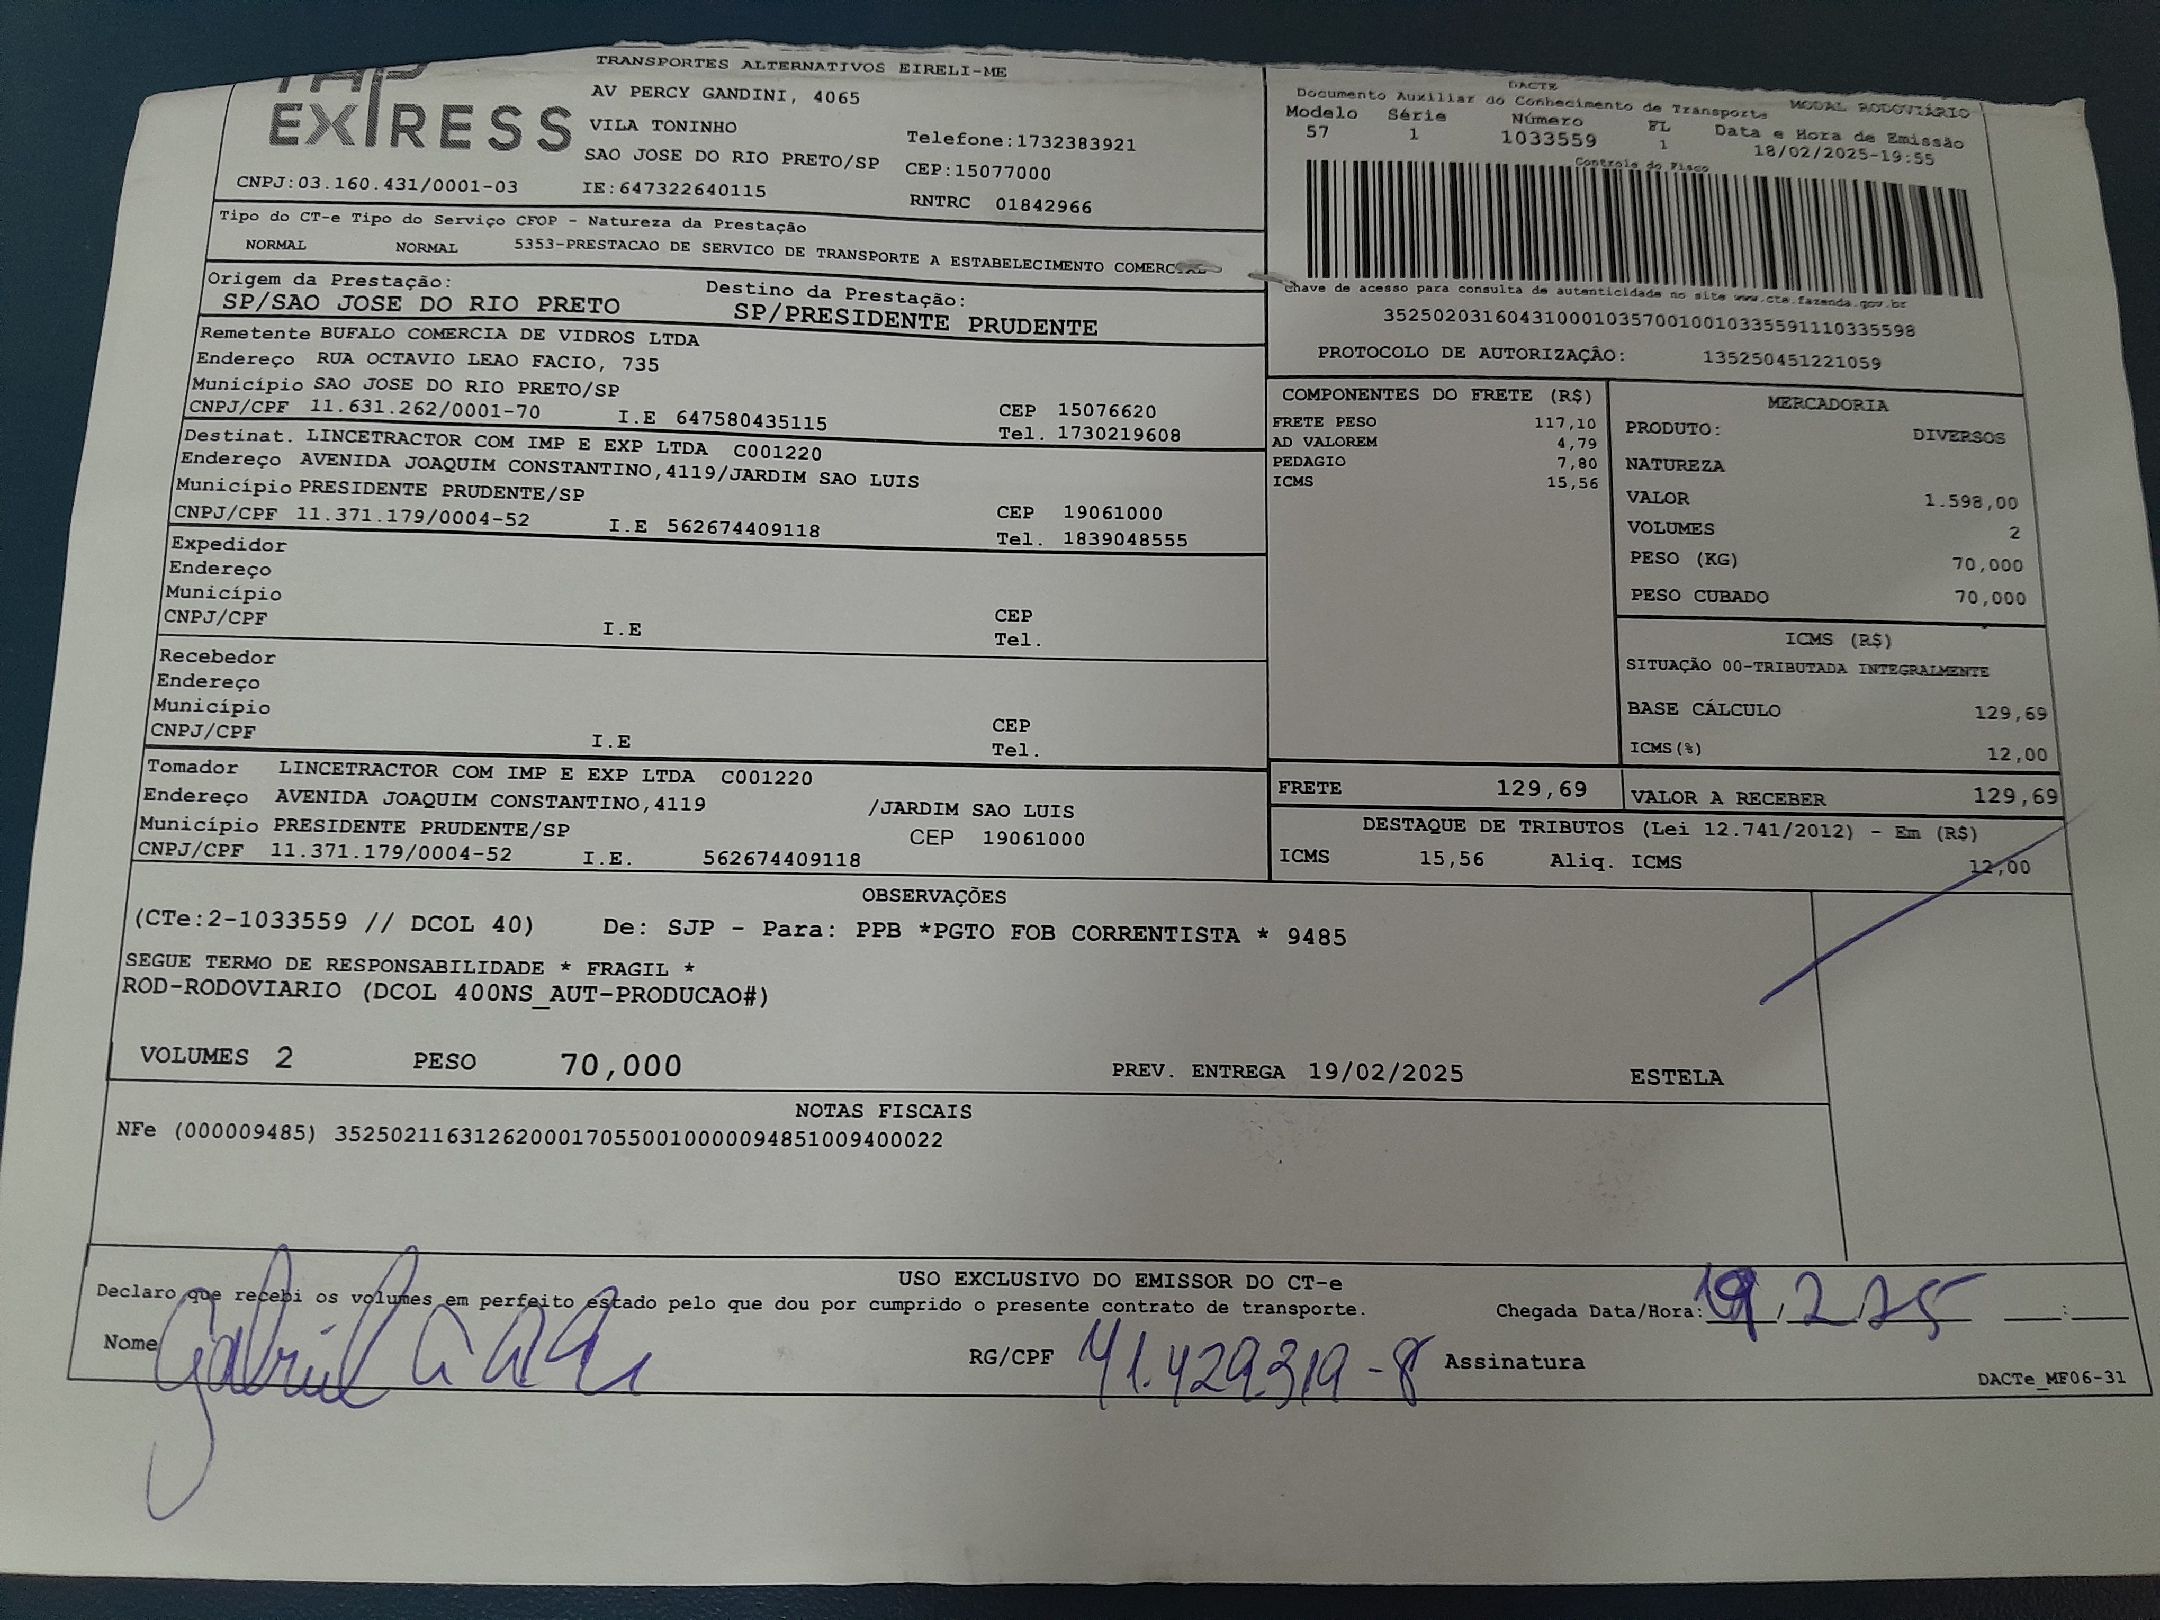 EXPRESS
TRANSPORTES ALTERNATIVOS EIRELI-ME
AV PERCY GANDINI, 4065
VILA TONINHO
SAO JOSE DO RIO PRETO/SP
Telefone:1732383921
CEP:15077000
CNPJ:03.160.431/0001-03 IE:647322640115 RNTRC 01842966
DACTE
Documento Auxiliar do Conhecimento de Transporte MODAL RODOVIÁRIO
Modelo Série Número FL Data e Hora de Emissão
57 1 1033559 1 18/02/2025-19:55
Controle do Fisco
Chave de acesso para consulta de autenticidade no site www.cte.fazenda.gov.br
35250203160431000103570010010335591110335598
PROTOCOLO DE AUTORIZAÇÃO: 135250451221059
Tipo do CT-e Tipo do Serviço CFOP - Natureza da Prestação
NORMAL NORMAL 5353-PRESTACAO DE SERVICO DE TRANSPORTE A ESTABELECIMENTO COMERCIAL
Origem da Prestação: Destino da Prestação:
SP/SAO JOSE DO RIO PRETO SP/PRESIDENTE PRUDENTE
Remetente BUFALO COMERCIA DE VIDROS LTDA
Endereço RUA OCTAVIO LEAO FACIO, 735
Município SAO JOSE DO RIO PRETO/SP CEP 15076620
CNPJ/CPF 11.631.262/0001-70 I.E 647580435115 Tel. 1730219608
Destinat. LINCETRACTOR COM IMP E EXP LTDA C001220
Endereço AVENIDA JOAQUIM CONSTANTINO,4119/JARDIM SAO LUIS
Município PRESIDENTE PRUDENTE/SP CEP 19061000
CNPJ/CPF 11.371.179/0004-52 I.E 562674409118 Tel. 1839048555
Expedidor
Endereço
Município CEP
CNPJ/CPF I.E Tel.
Recebedor
Endereço
Município CEP
CNPJ/CPF I.E Tel.
Tomador LINCETRACTOR COM IMP E EXP LTDA C001220
Endereço AVENIDA JOAQUIM CONSTANTINO,4119 /JARDIM SAO LUIS
Município PRESIDENTE PRUDENTE/SP CEP 19061000
CNPJ/CPF 11.371.179/0004-52 I.E. 562674409118
COMPONENTES DO FRETE (R$)
FRETE PESO 117,10
AD VALOREM 4,79
PEDAGIO 7,80
ICMS 15,56
MERCADORIA
PRODUTO: DIVERSOS
NATUREZA
VALOR 1.598,00
VOLUMES 2
PESO (KG) 70,000
PESO CUBADO 70,000
ICMS (R$)
SITUAÇÃO 00-TRIBUTADA INTEGRALMENTE
BASE CÁLCULO 129,69
ICMS(%) 12,00
FRETE 129,69 VALOR A RECEBER 129,69
DESTAQUE DE TRIBUTOS (Lei 12.741/2012) - Em (R$)
ICMS 15,56 Aliq. ICMS 12,00
OBSERVAÇÕES
(CTe:2-1033559 // DCOL 40) De: SJP - Para: PPB *PGTO FOB CORRENTISTA * 9485
SEGUE TERMO DE RESPONSABILIDADE * FRAGIL *
ROD-RODOVIARIO (DCOL 400NS_AUT-PRODUCAO#)
VOLUMES 2 PESO 70,000 PREV. ENTREGA 19/02/2025 ESTELA
NOTAS FISCAIS
NFe (000009485) 35250211631262000170550010000094851009400022
USO EXCLUSIVO DO EMISSOR DO CT-e
Declaro que recebi os volumes em perfeito estado pelo que dou por cumprido o presente contrato de transporte. Chegada Data/Hora: 19/2/25 :
Nome Gabriel RG/CPF 41.429.319-8 Assinatura
DACTe_MF06-31